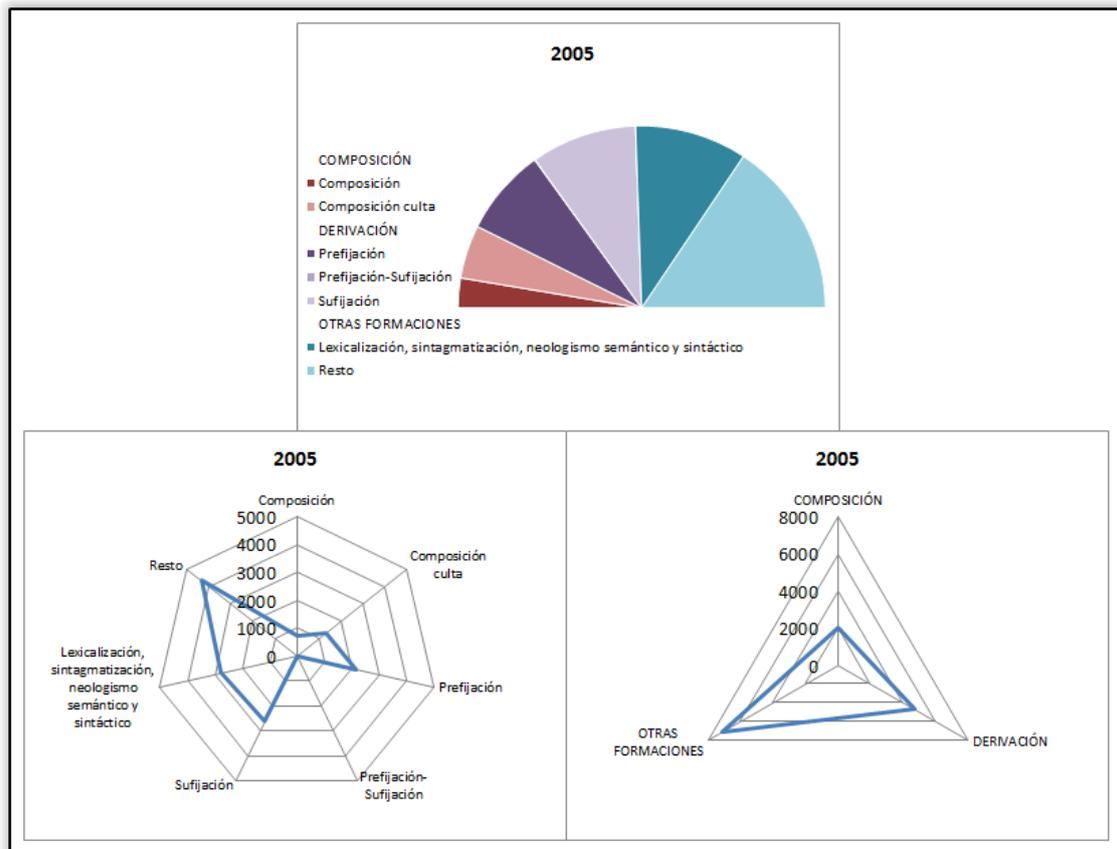 2005
COMPOSICIÓN
Composición
Composición culta
DERIVACIÓN
Prefijación
Prefijación-Sufijación
Sufijación
OTRAS FORMACIONES
Lexicalización, sintagmatización, neologismo semántico y sintáctico
Resto
2005
Composición
5000
4000
3000
2000
1000
0
Composición
culta
Prefijación
Prefijación-
Sufijación
Sufijación
Lexicalización,
sintagmatización,
neologismo
semántico y
sintáctico
Resto
2005
COMPOSICIÓN
8000
6000
4000
2000
0
DERIVACIÓN
OTRAS
FORMACIONES